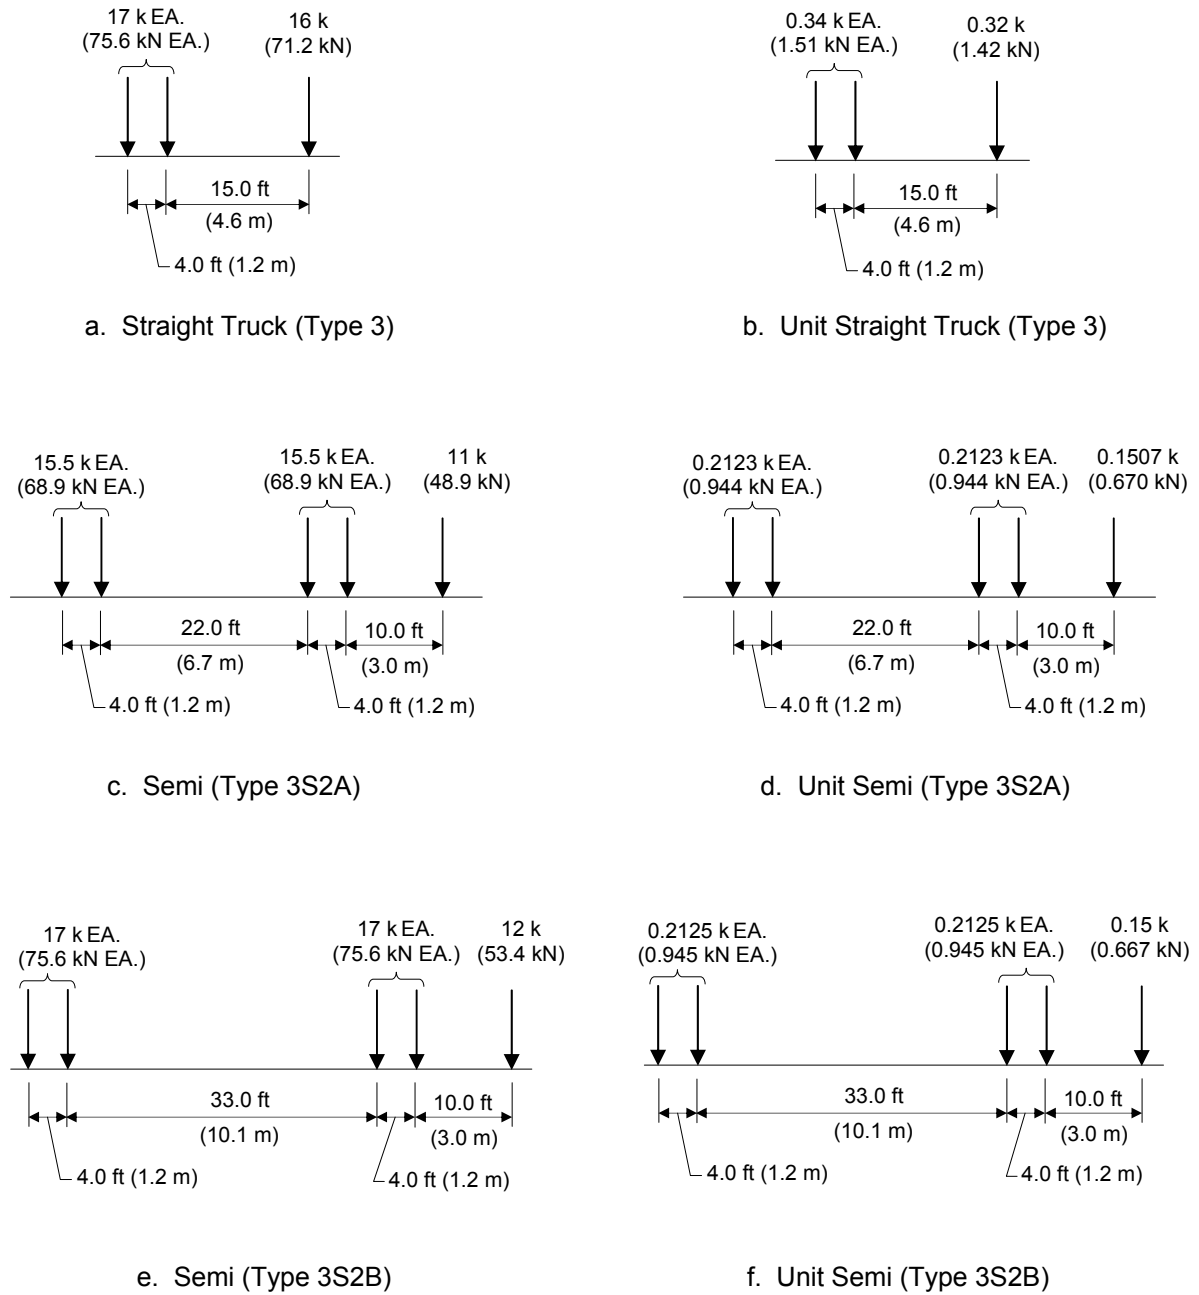 17 k EA.
(75.6 kN EA.)
16 k
(71.2 kN)
15.0 ft
(4.6 m)
4.0 ft (1.2 m)
a. Straight Truck (Type 3)
0.34 k EA.
(1.51 kN EA.)
0.32 k
(1.42 kN)
15.0 ft
(4.6 m)
4.0 ft (1.2 m)
b. Unit Straight Truck (Type 3)
15.5 k EA.
(68.9 kN EA.)
15.5 k EA.
(68.9 kN EA.)
11 k
(48.9 kN)
22.0 ft
(6.7 m)
10.0 ft
(3.0 m)
4.0 ft (1.2 m)
4.0 ft (1.2 m)
c. Semi (Type 3S2A)
0.2123 k EA.
(0.944 kN EA.)
0.2123 k EA.
(0.944 kN EA.)
0.1507 k
(0.670 kN)
22.0 ft
(6.7 m)
10.0 ft
(3.0 m)
4.0 ft (1.2 m)
4.0 ft (1.2 m)
d. Unit Semi (Type 3S2A)
17 k EA.
(75.6 kN EA.)
17 k EA.
(75.6 kN EA.)
12 k
(53.4 kN)
33.0 ft
(10.1 m)
10.0 ft
(3.0 m)
4.0 ft (1.2 m)
4.0 ft (1.2 m)
e. Semi (Type 3S2B)
0.2125 k EA.
(0.945 kN EA.)
0.2125 k EA.
(0.945 kN EA.)
0.15 k
(0.667 kN)
33.0 ft
(10.1 m)
10.0 ft
(3.0 m)
4.0 ft (1.2 m)
4.0 ft (1.2 m)
f. Unit Semi (Type 3S2B)